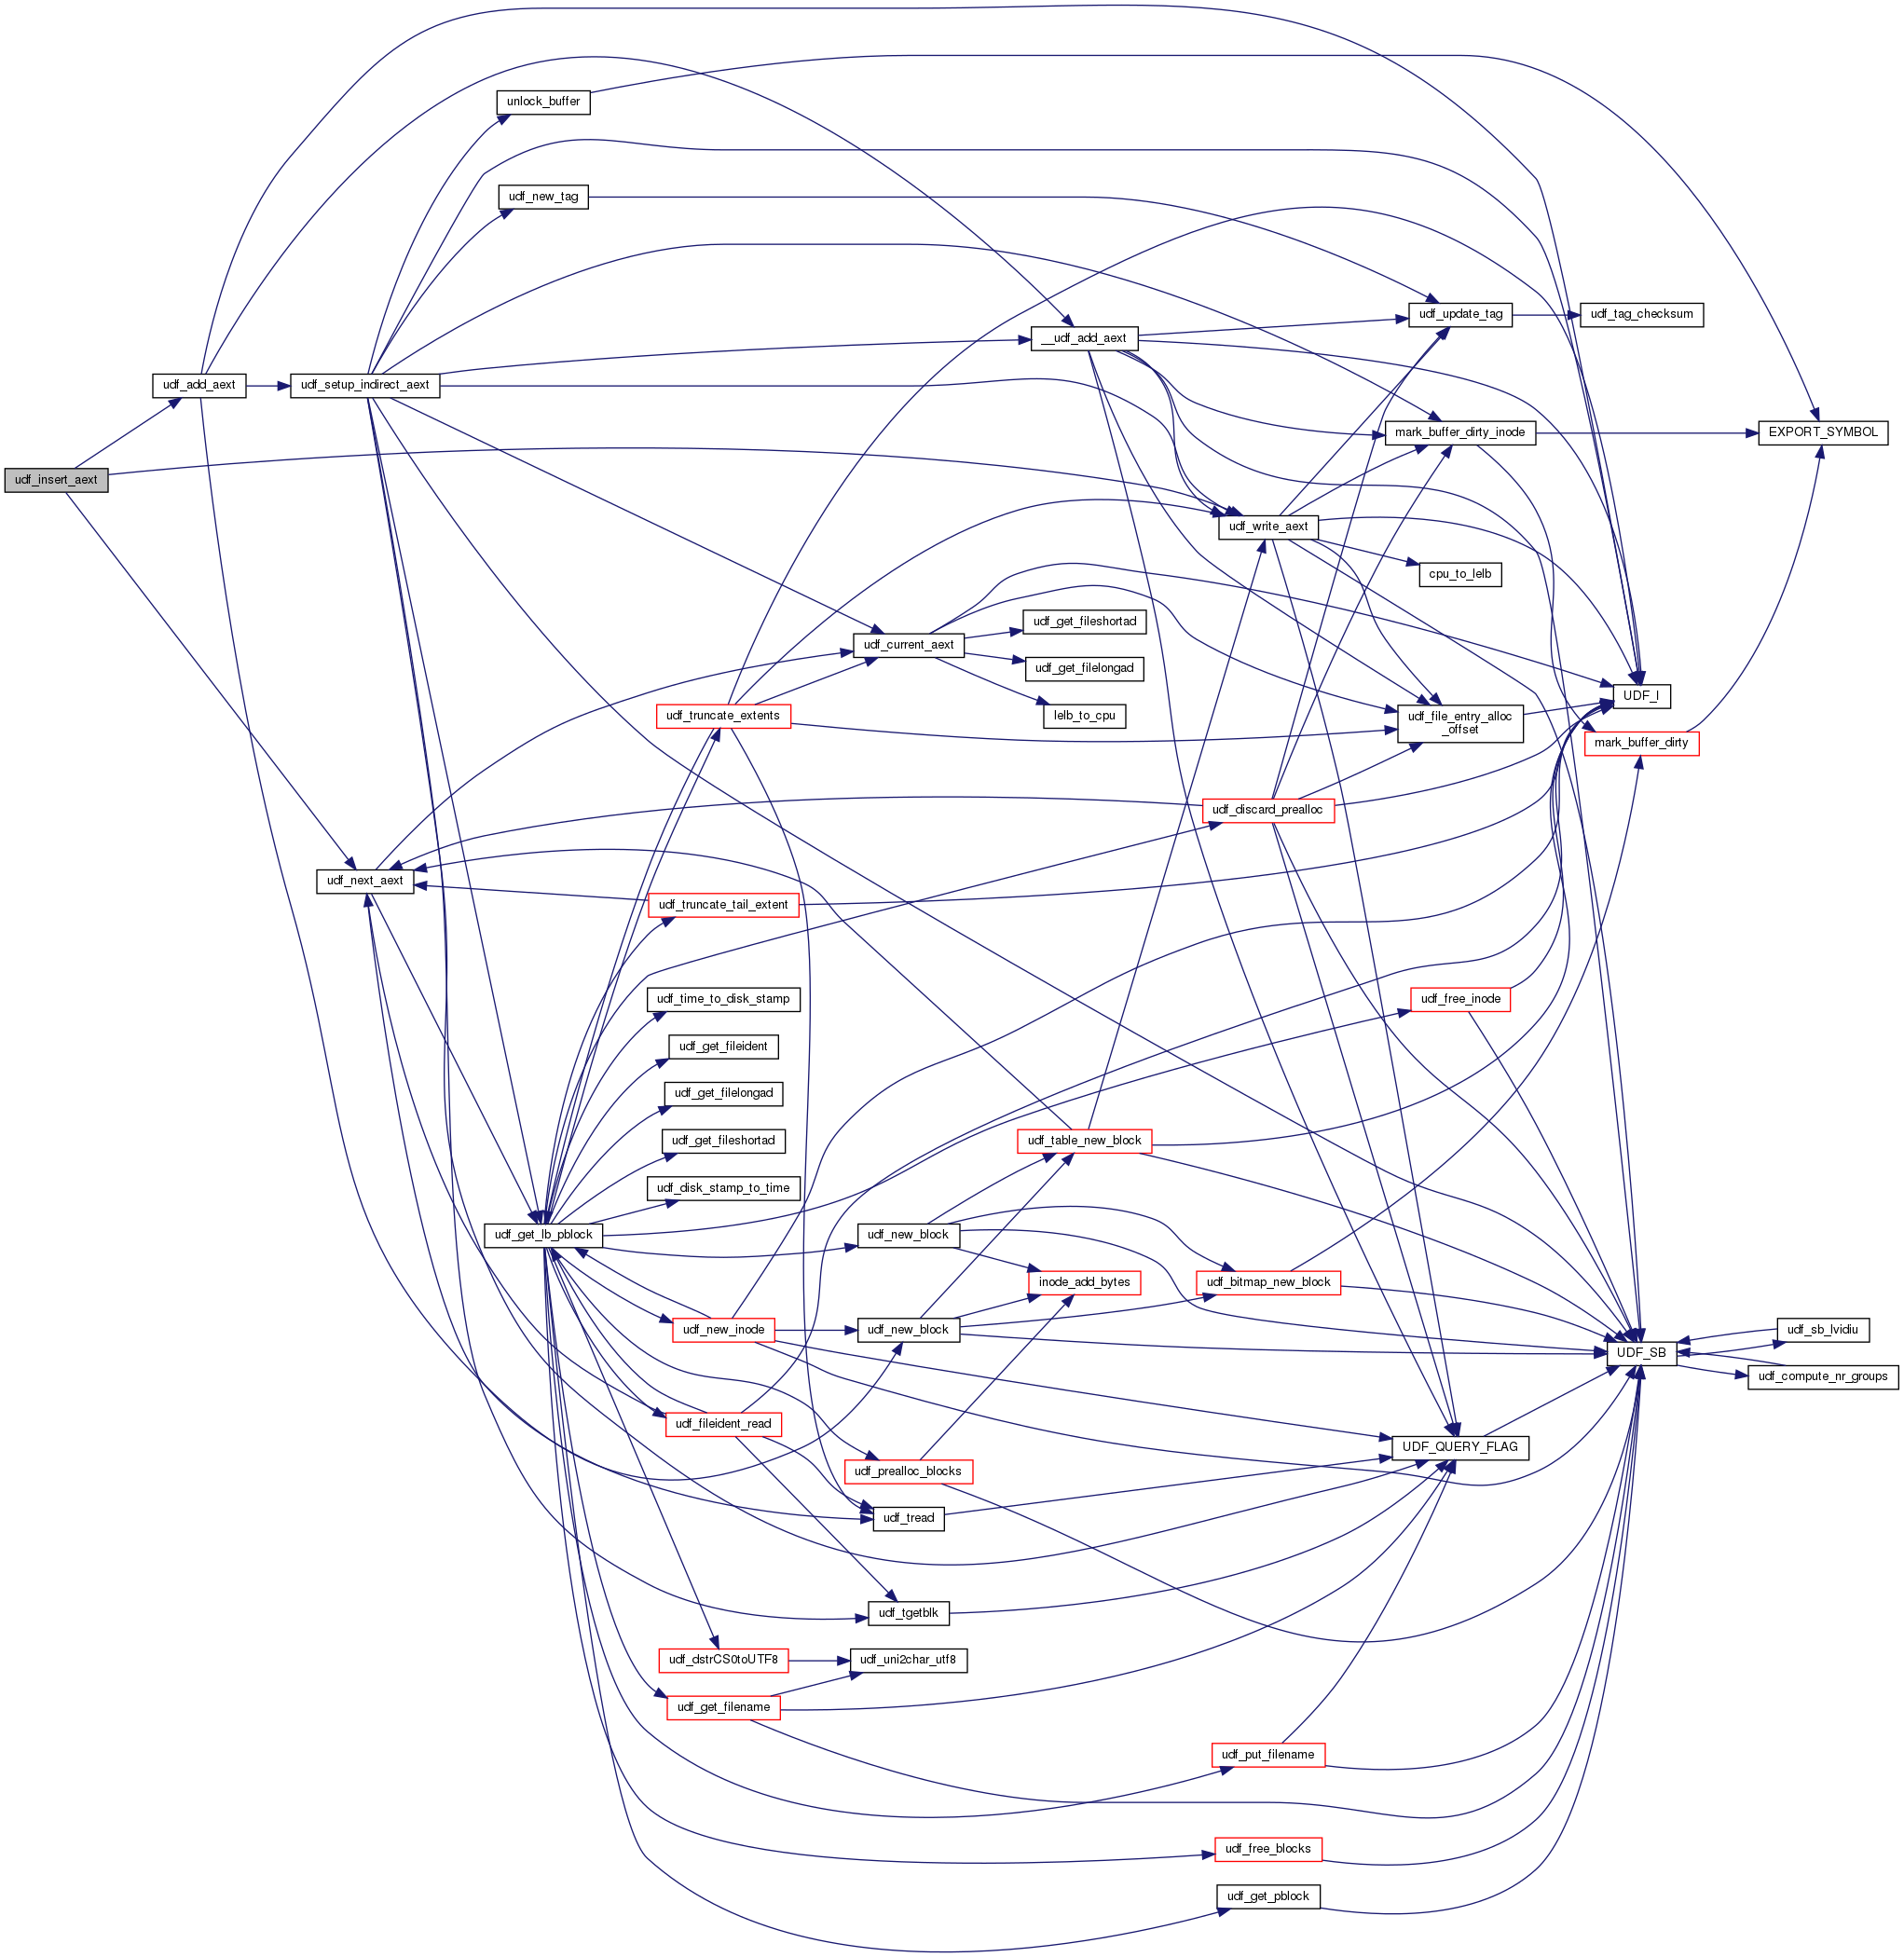 unlock_buffer
udf_new_tag
udf_update_tag
udf_tag_checksum
__udf_add_aext
udf_add_aext
udf_setup_indirect_aext
mark_buffer_dirty_inode
EXPORT_SYMBOL
udf_insert_aext
udf_write_aext
cpu_to_lelb
udf_get_fileshortad
udf_current_aext
udf_get_filelongad
UDF_I
udf_truncate_extents
lelb_to_cpu
udf_file_entry_alloc
_offset
mark_buffer_dirty
udf_discard_prealloc
udf_next_aext
udf_truncate_tail_extent
udf_time_to_disk_stamp
udf_free_inode
udf_get_fileident
udf_get_filelongad
udf_get_fileshortad
udf_table_new_block
udf_disk_stamp_to_time
udf_get_lb_pblock
udf_new_block
inode_add_bytes
udf_bitmap_new_block
udf_new_inode
udf_new_block
udf_sb_lvidiu
UDF_SB
udf_compute_nr_groups
udf_fileident_read
UDF_QUERY_FLAG
udf_prealloc_blocks
udf_tread
udf_tgetblk
udf_dstrCS0toUTF8
udf_uni2char_utf8
udf_get_filename
udf_put_filename
udf_free_blocks
udf_get_pblock